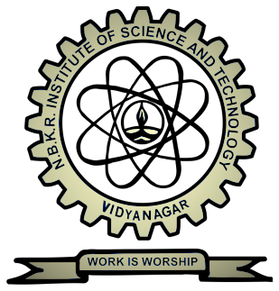 N.B.K.R. INSTITUTE OF SCIENCE AND TECHNOLOGY
VIDYANAGAR
WORK IS WORSHIP